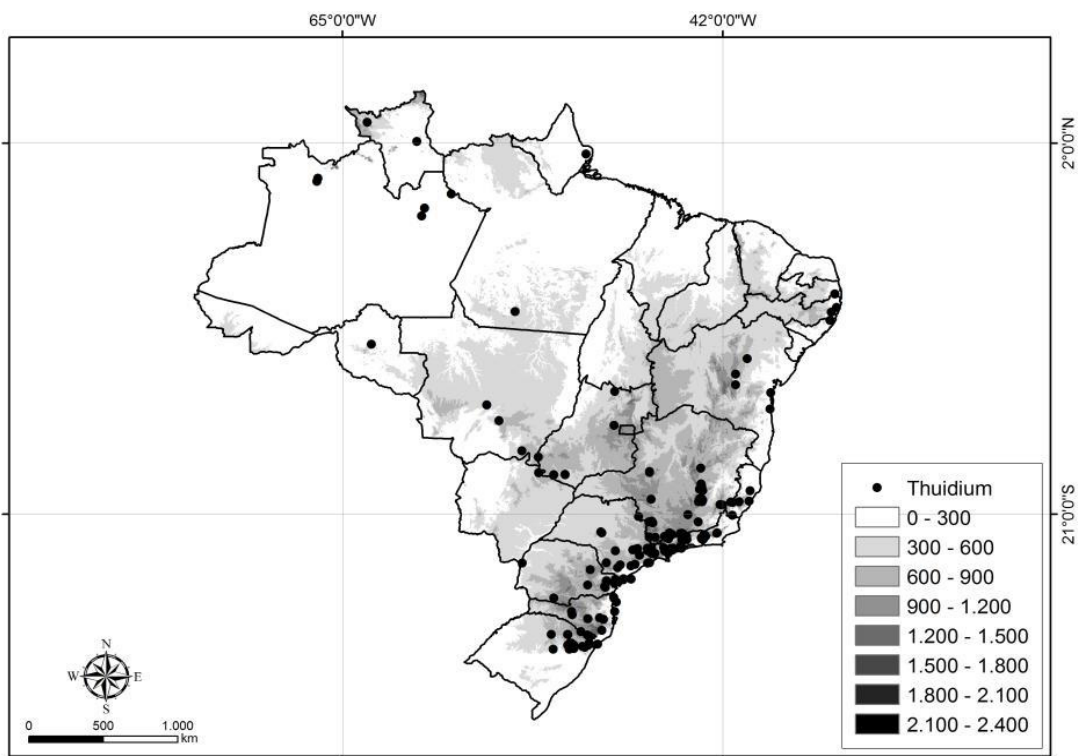 65°0'0"W
42°0'0"W
2°0'0"N
21°0'0"S
Thuidium
0 - 300
300 - 600
600 - 900
900 - 1.200
1.200 - 1.500
1.500 - 1.800
1.800 - 2.100
2.100 - 2.400
N
W
E
S
0
500
1.000
km